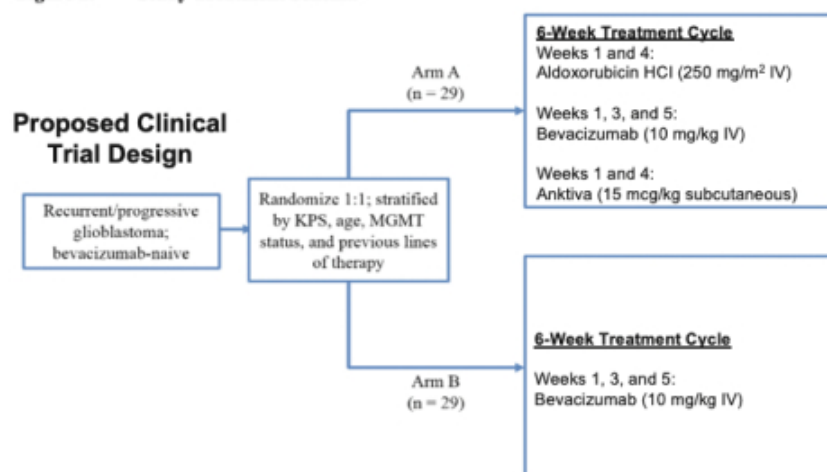 Proposed Clinical
Trial Design
Recurrent/progressive
glioblastoma;
bevacizumab-naive
Randomize 1:1; stratified
by KPS, age, MGMT
status, and previous lines
of therapy
Arm A
(n = 29)
6-Week Treatment Cycle
Weeks 1 and 4:
Aldoxorubicin HCl (250 mg/m² IV)
Weeks 1, 3, and 5:
Bevacizumab (10 mg/kg IV)
Weeks 1 and 4:
Anktiva (15 mcg/kg subcutaneous)
Arm B
(n = 29)
6-Week Treatment Cycle
Weeks 1, 3, and 5:
Bevacizumab (10 mg/kg IV)